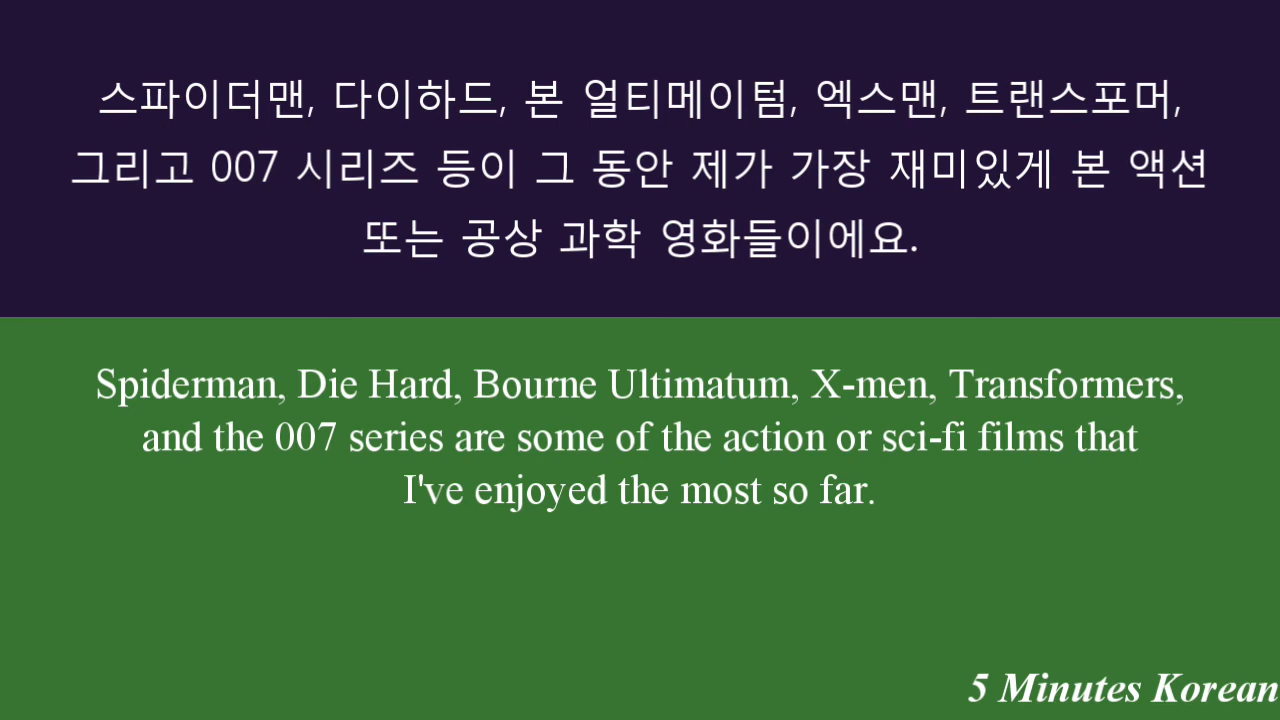 스파이더맨, 다이하드, 본 얼티메이텀, 엑스맨, 트랜스포머,
그리고 007 시리즈 등이 그 동안 제가 가장 재미있게 본 액션
또는 공상 과학 영화들이에요.
Spiderman, Die Hard, Bourne Ultimatum, X-men, Transformers,
and the 007 series are some of the action or sci-fi films that
I've enjoyed the most so far.
5 Minutes Korean